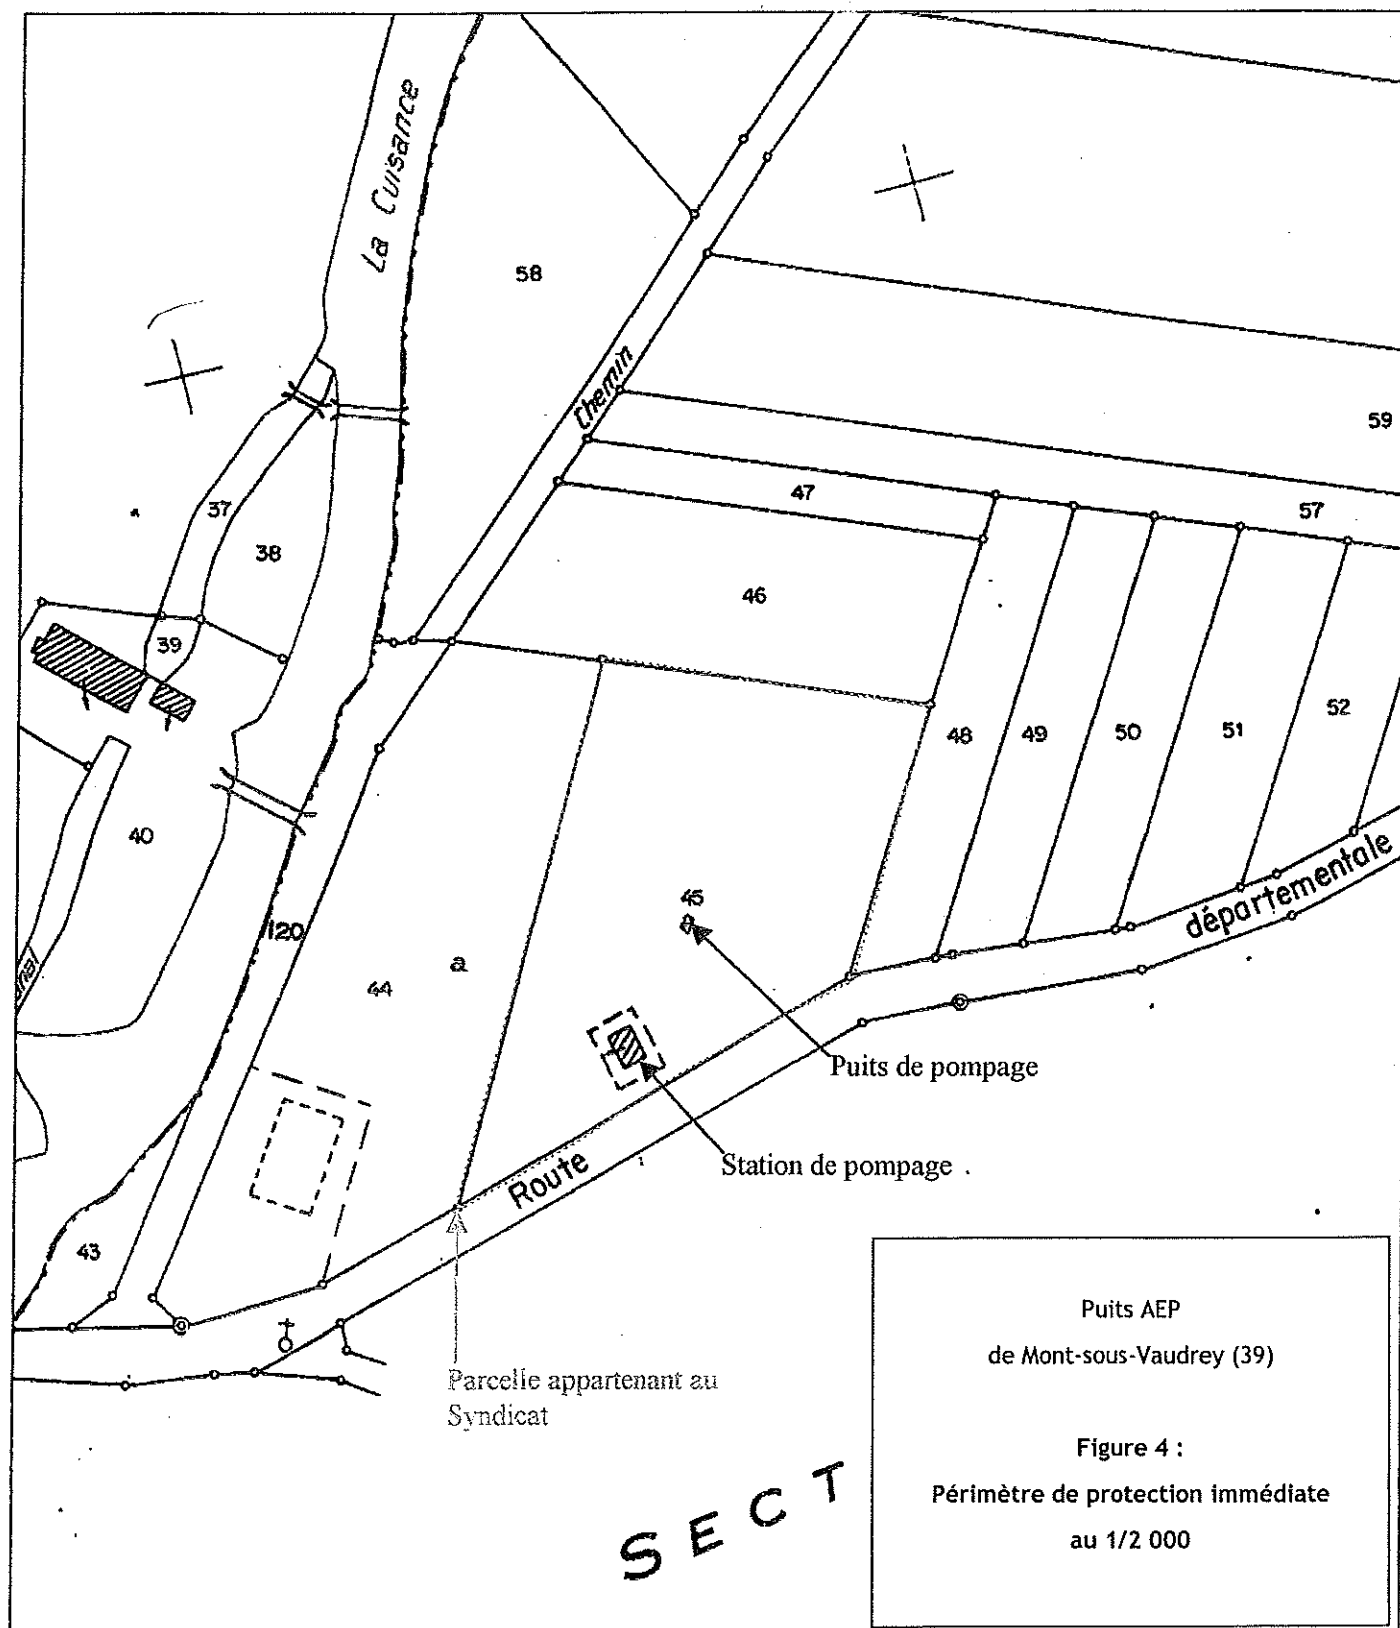 La Cuisance
58
Chemin
59
47
57
37
38
46
39
48
49
50
51
52
40
départementale
45
120
a
44
Puits de pompage
Station de pompage .
Route
43
Parcelle appartenant au
Syndicat
SECT
Puits AEP
de Mont-sous-Vaudrey (39)
Figure 4 :
Périmètre de protection immédiate
au 1/2 000